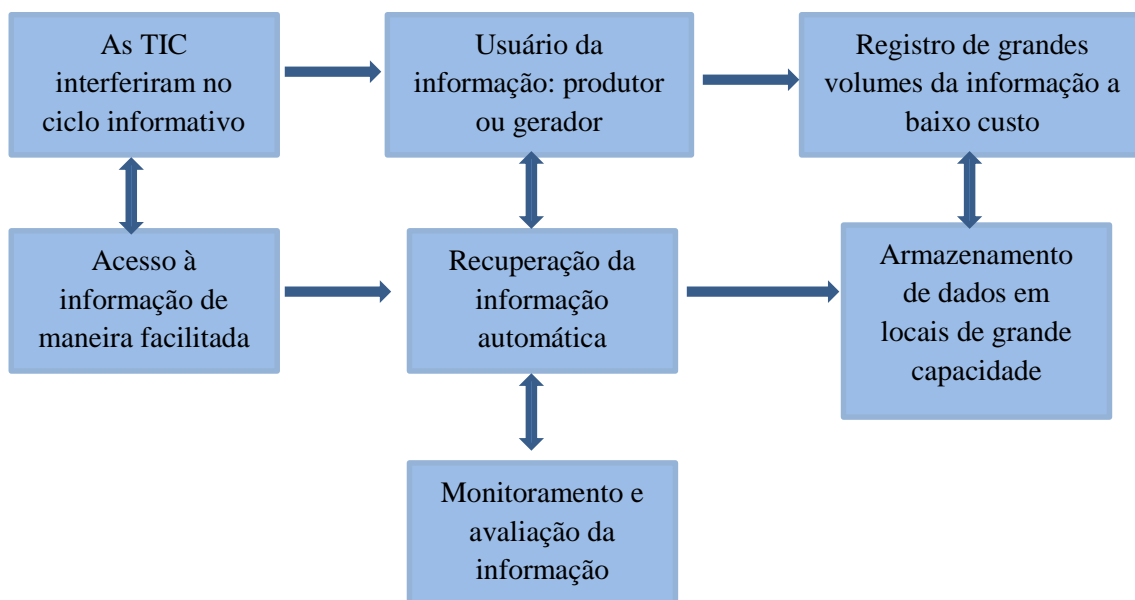 As TIC
interferiram no
ciclo informativo
Usuário da
informação: produtor
ou gerador
Registro de grandes
volumes da informação a
baixo custo
Acesso à
informação de
maneira facilitada
Recuperação da
informação
automática
Armazenamento
de dados em
locais de grande
capacidade
Monitoramento e
avaliação da
informação